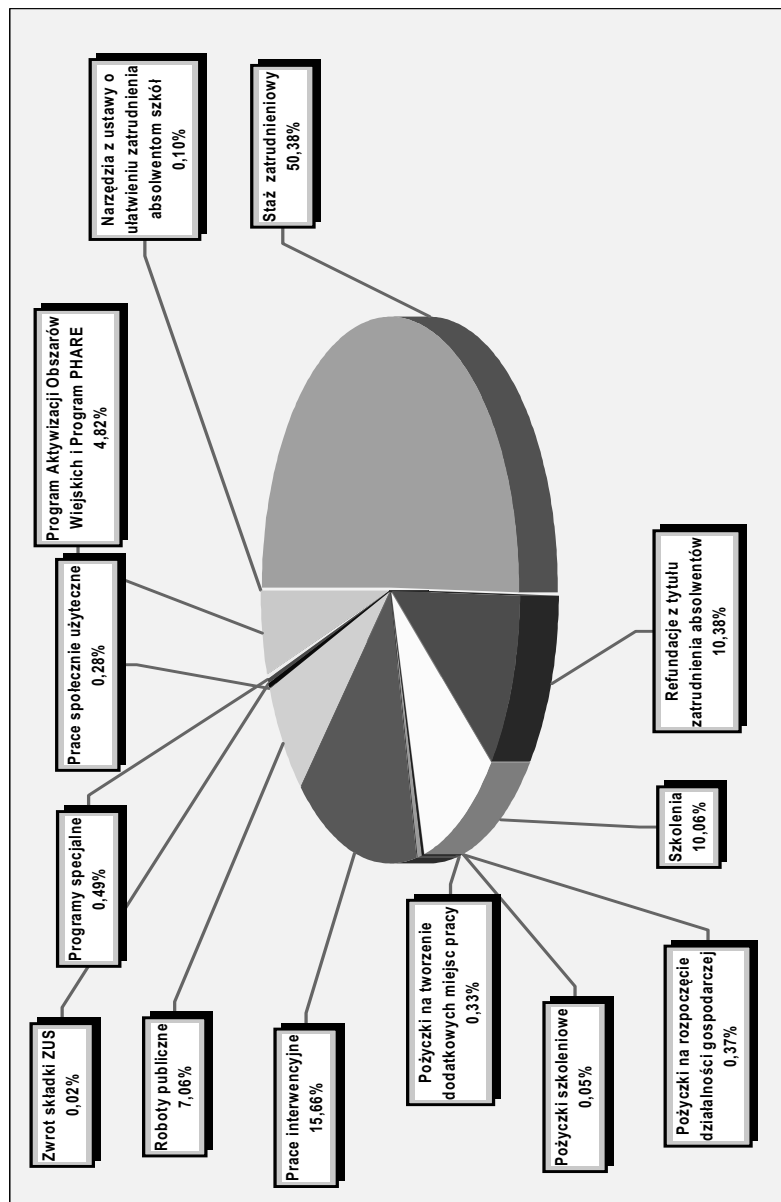 Zwrot składki ZUS
0,02%
Programy specjalne
0,49%
Prace społecznie użyteczne
0,28%
Program Aktywizacji Obszarów
Wiejskich i Program PHARE
4,82%
Narzędzia z ustawy o
ułatwieniu zatrudnienia
absolwentom szkół
0,10%
Staż zatrudnieniowy
50,38%
Roboty publiczne
7,06%
Prace interwencyjne
15,66%
Pożyczki na tworzenie
dodatkowych miejsc pracy
0,33%
Pożyczki szkoleniowe
0,05%
Pożyczki na rozpoczęcie
działalności gospodarczej
0,37%
Szkolenia
10,06%
Refundacje z tytułu
zatrudnienia absolwentów
10,38%